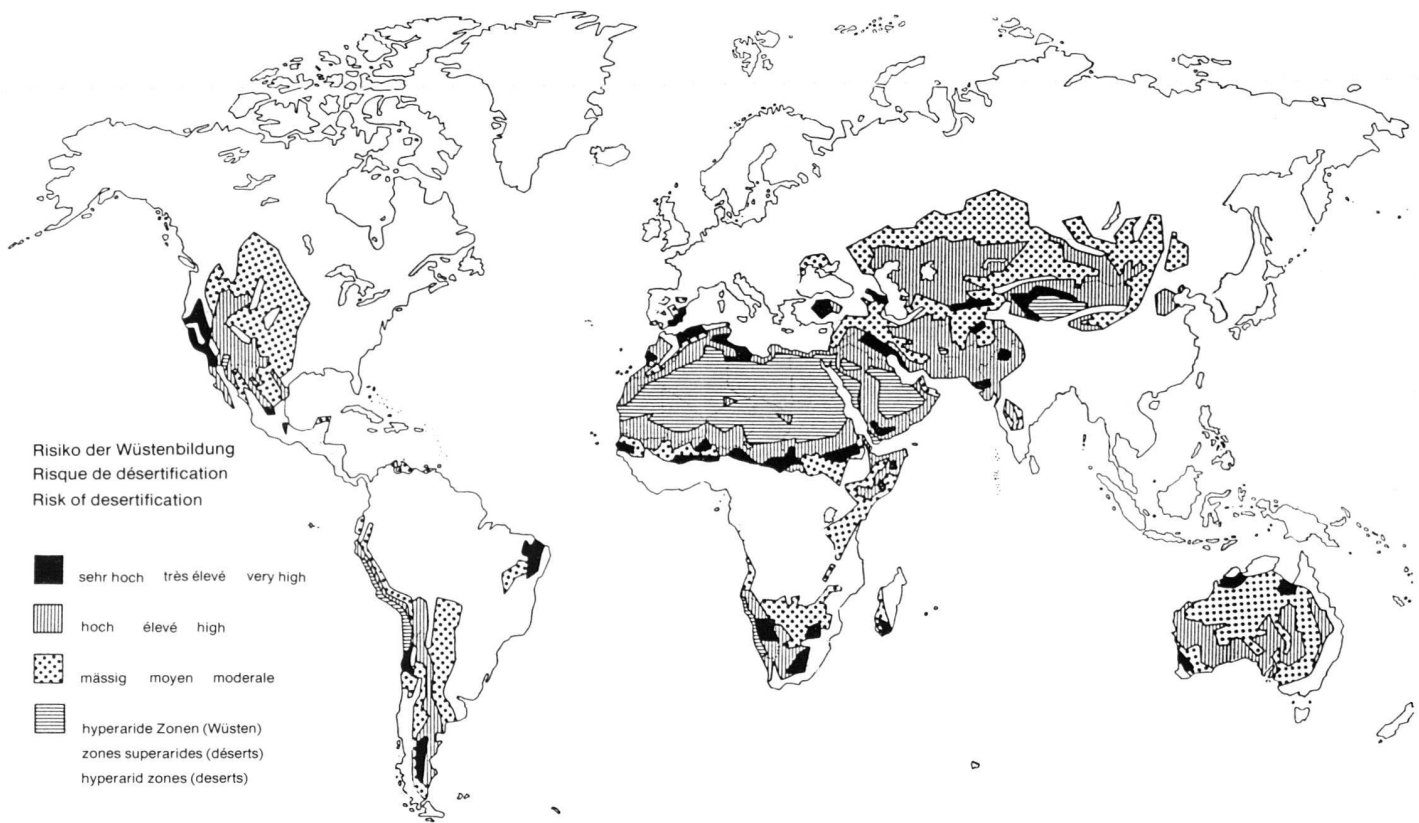 Risiko der Wüstenbildung
Risque de désertification
Risk of desertification
sehr hoch très élevé very high
hoch élevé high
mässig moyen moderale
hyperaride Zonen (Wüsten)
zones superarides (déserts)
hyperarid zones (deserts)